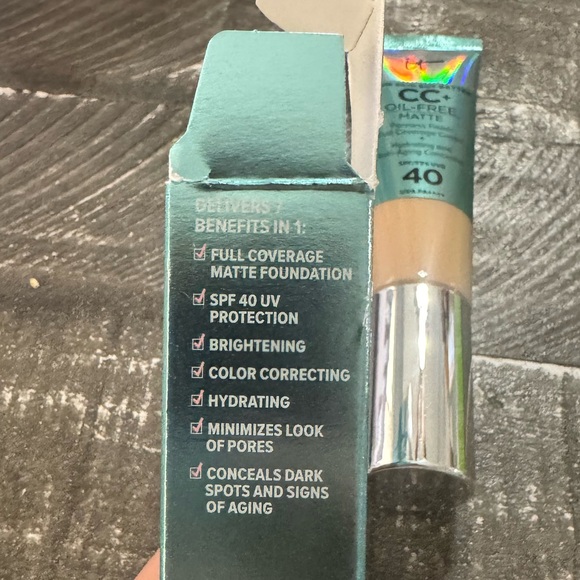 DELIVERS 7
BENEFITS IN 1:
FULL COVERAGE
MATTE FOUNDATION
SPF 40 UV
PROTECTION
BRIGHTENING
COLOR CORRECTING
HYDRATING
MINIMIZES LOOK
OF PORES
CONCEALS DARK
SPOTS AND SIGNS
OF AGING
it
CC+
OIL-FREE
MATTE
40